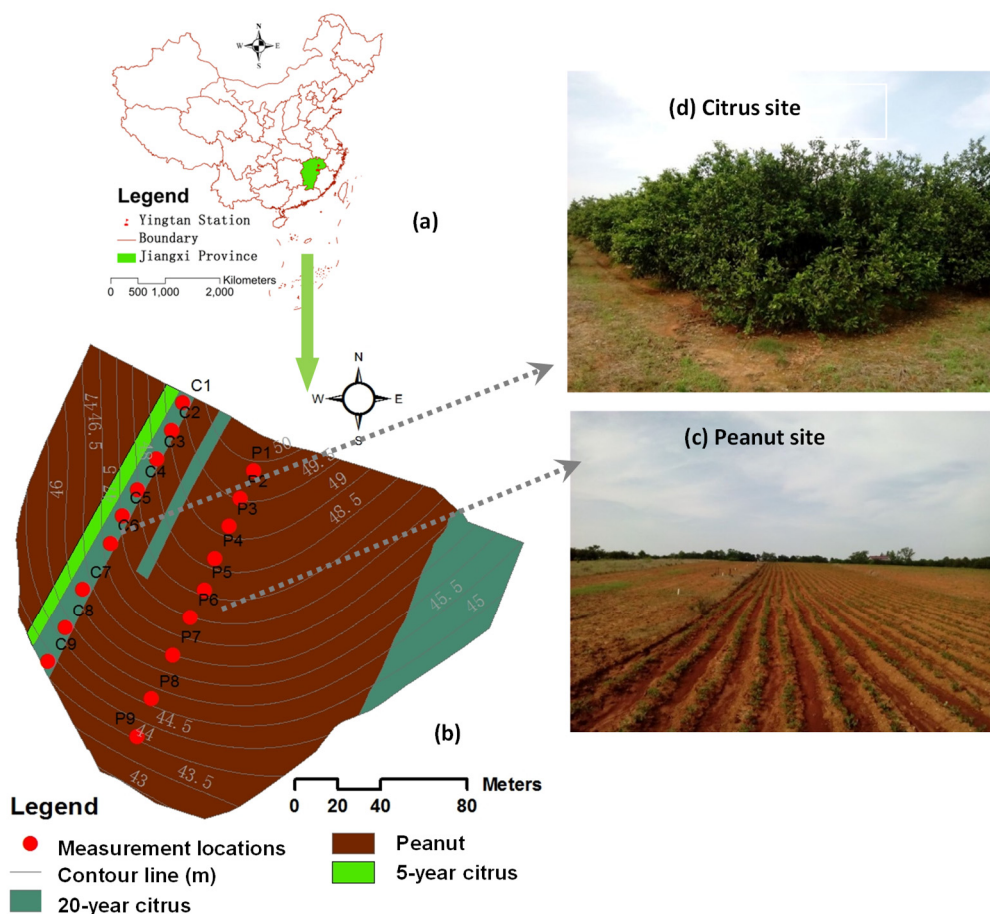 N
W E
S
Legend
Yingtan Station
Boundary
Jiangxi Province
Kilometers
0 500 1,000 2,000
(a)
(d) Citrus site
N
W E
S
C1
C2
C3
C4
C5
C6
C7
C8
C9
P1
P3
P4
P5
P6
P7
P8
P9
47
46.5
46
50
49.5
49
48.5
45.5
45
44.5
44
43.5
43
(b)
(c) Peanut site
Meters
0 20 40 80
Legend
Measurement locations
Contour line (m)
20-year citrus
Peanut
5-year citrus